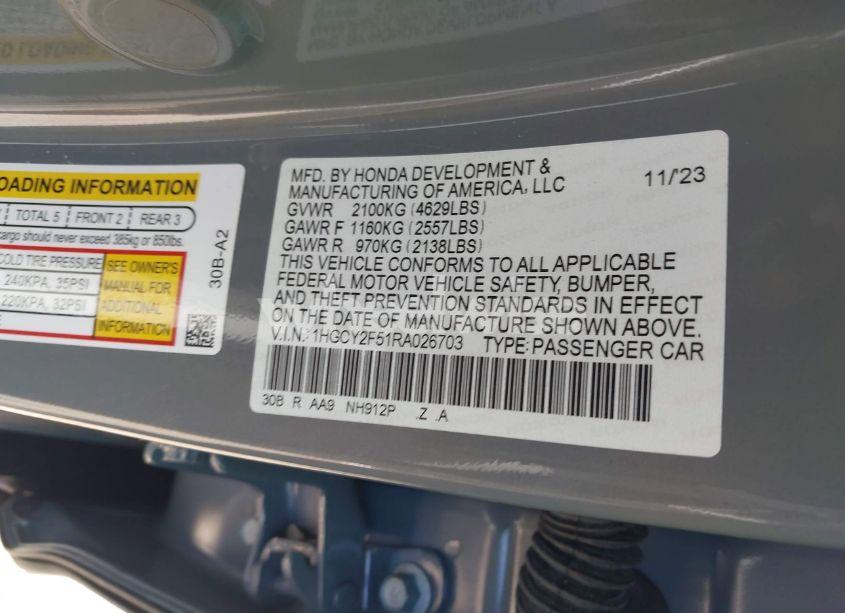 OADING INFORMATION
TOTAL 5 FRONT 2 REAR 3
cargo should never exceed 385kg or 850lbs.
COLD TIRE PRESSURE
SEE OWNER'S
MANUAL FOR
ADDITIONAL
INFORMATION
240KPA, 35PSI
220KPA, 32PSI
30B-A2
MFD. BY HONDA DEVELOPMENT &
MANUFACTURING OF AMERICA, LLC 11/'23
GVWR 2100KG (4629LBS)
GAWR F 1160KG (2557LBS)
GAWR R 970KG (2138LBS)
THIS VEHICLE CONFORMS TO ALL APPLICABLE
FEDERAL MOTOR VEHICLE SAFETY, BUMPER,
AND THEFT PREVENTION STANDARDS IN EFFECT
ON THE DATE OF MANUFACTURE SHOWN ABOVE.
V.I.N.: 1HGCY2F51RA026703 TYPE: PASSENGER CAR
30B R AA9 NH912P .Z .A